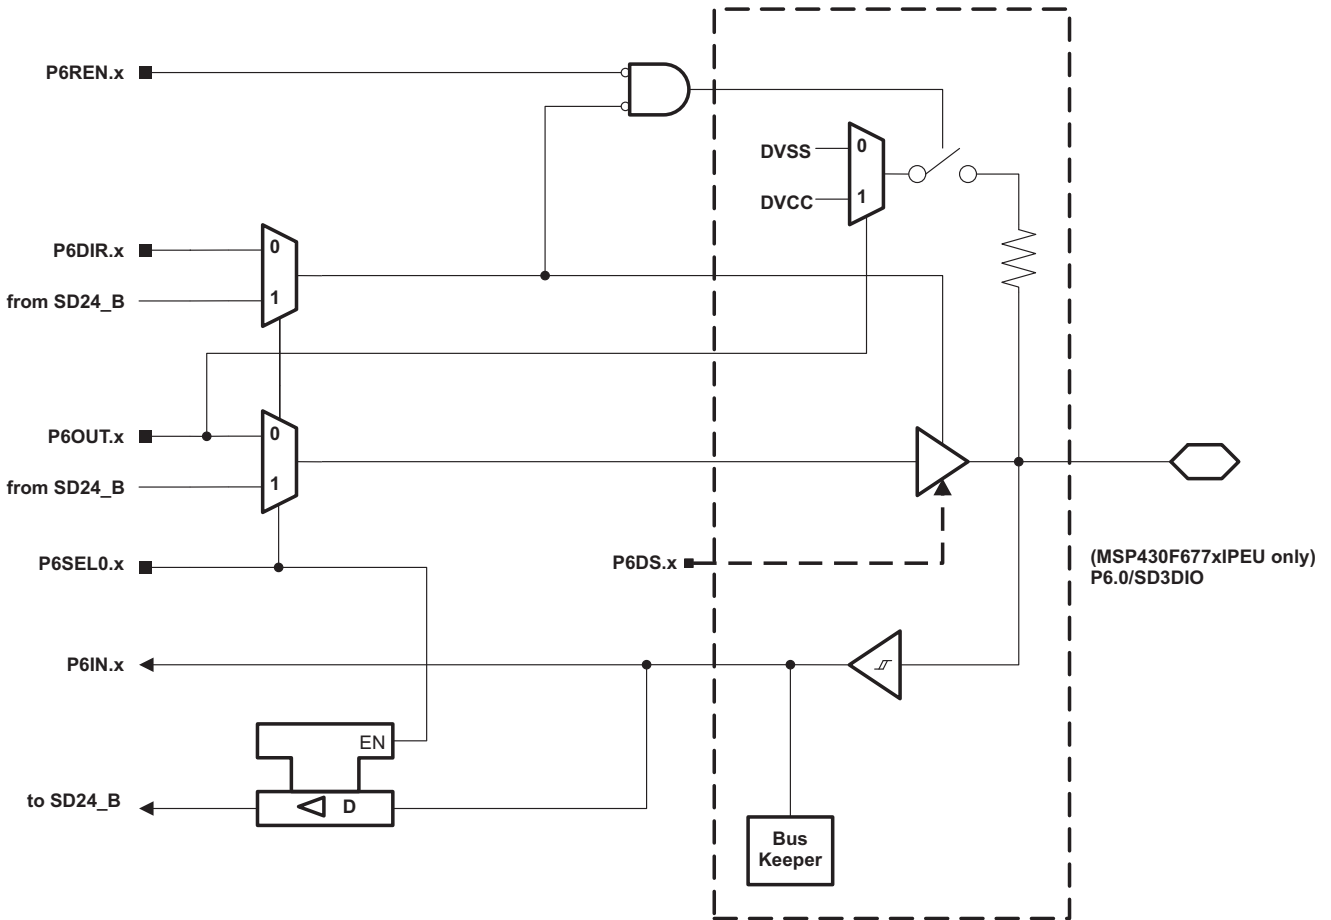 P6REN.x
DVSS
0
DVCC
1
P6DIR.x
0
from SD24_B
1
P6OUT.x
0
from SD24_B
1
P6SEL0.x
P6DS.x
(MSP430F677xIPEU only)
P6.0/SD3DIO
P6IN.x
EN
to SD24_B
D
Bus
Keeper